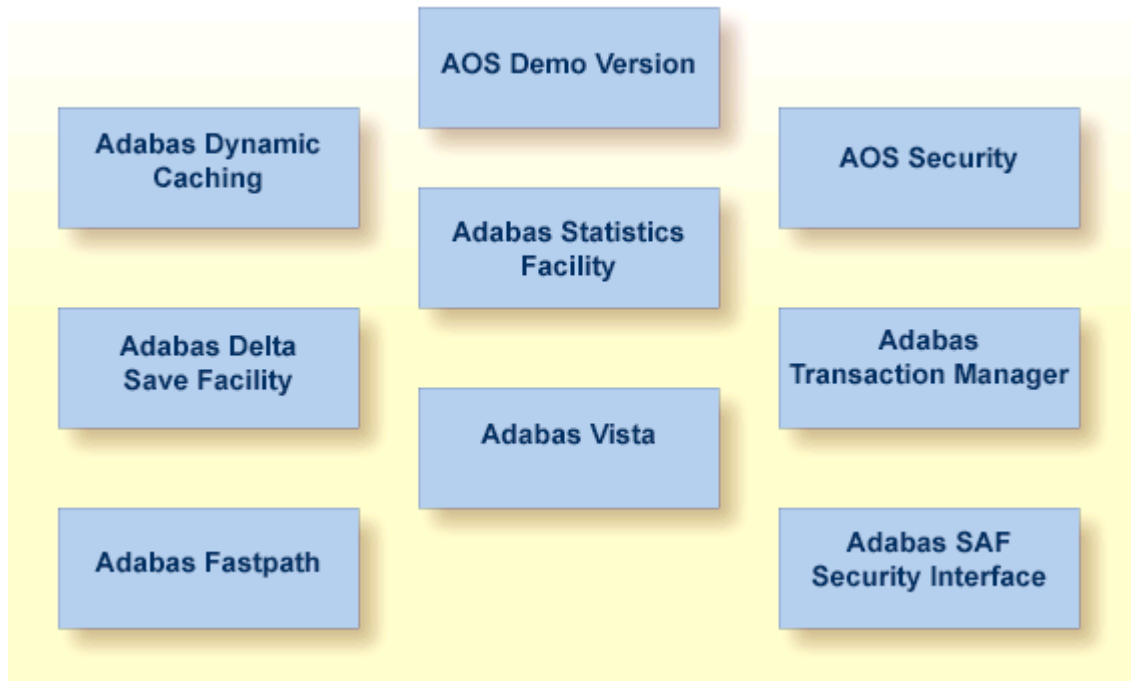 AOS Demo Version
Adabas Dynamic
Caching
AOS Security
Adabas Statistics
Facility
Adabas Delta
Save Facility
Adabas
Transaction Manager
Adabas Vista
Adabas Fastpath
Adabas SAF
Security Interface